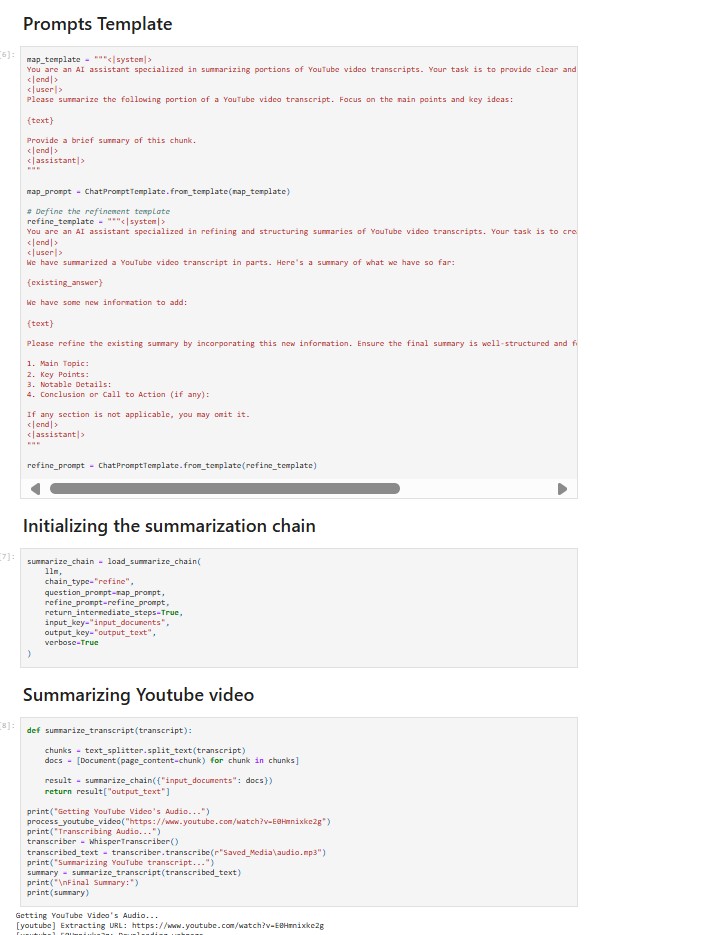 Prompts Template
[6]:
map_template = """<|system|>
You are an AI assistant specialized in summarizing portions of YouTube video transcripts. Your task is to provide clear and
<|end|>
<|user|>
Please summarize the following portion of a YouTube video transcript. Focus on the main points and key ideas:
{text}
Provide a brief summary of this chunk.
<|end|>
<|assistant|>
"""
map_prompt = ChatPromptTemplate.from_template(map_template)
# Define the refinement template
refine_template = """<|system|>
You are an AI assistant specialized in refining and structuring summaries of YouTube video transcripts. Your task is to crea
<|end|>
<|user|>
We have summarized a YouTube video transcript in parts. Here's a summary of what we have so far:
{existing_answer}
We have some new information to add:
{text}
Please refine the existing summary by incorporating this new information. Ensure the final summary is well-structured and fo
1. Main Topic:
2. Key Points:
3. Notable Details:
4. Conclusion or Call to Action (if any):
If any section is not applicable, you may omit it.
<|end|>
<|assistant|>
"""
refine_prompt = ChatPromptTemplate.from_template(refine_template)
Initializing the summarization chain
[7]:
summarize_chain = load_summarize_chain(
llm,
chain_type="refine",
question_prompt=map_prompt,
refine_prompt=refine_prompt,
return_intermediate_steps=True,
input_key="input_documents",
output_key="output_text",
verbose=True
)
Summarizing Youtube video
[8]:
def summarize_transcript(transcript):
chunks = text_splitter.split_text(transcript)
docs = [Document(page_content=chunk) for chunk in chunks]
result = summarize_chain({"input_documents": docs})
return result["output_text"]
print("Getting YouTube Video's Audio...")
process_youtube_video("https://www.youtube.com/watch?v=E0Hmnixke2g")
print("Transcribing Audio...")
transcriber = WhisperTranscriber()
transcribed_text = transcriber.transcribe(r"Saved_Media\audio.mp3")
print("Summarizing YouTube transcript...")
summary = summarize_transcript(transcribed_text)
print("\nFinal Summary:")
print(summary)
Getting YouTube Video's Audio...
[youtube] Extracting URL: https://www.youtube.com/watch?v=E0Hmnixke2g